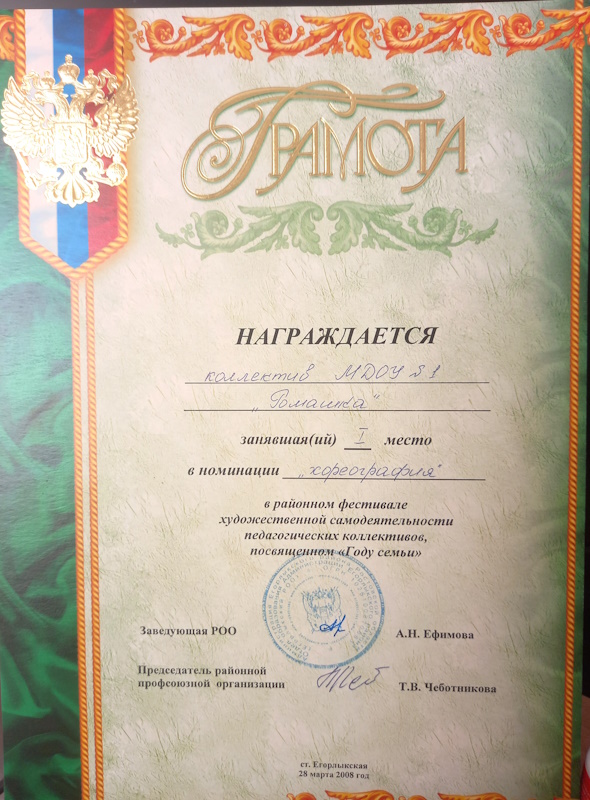 ГРАМОТА
НАГРАЖДАЕТСЯ
коллектив МДОУ д.1
„Ромашка"
занявшая(ий) I место
в номинации „хореография"
в районном фестивале
художественной самодеятельности
педагогических коллективов,
посвященном «Году семьи»
Заведующая РОО А.Н. Ефимова
Председатель районной
профсоюзной организации Т.В. Чеботникова
ст. Егорлыкская
28 марта 2008 год